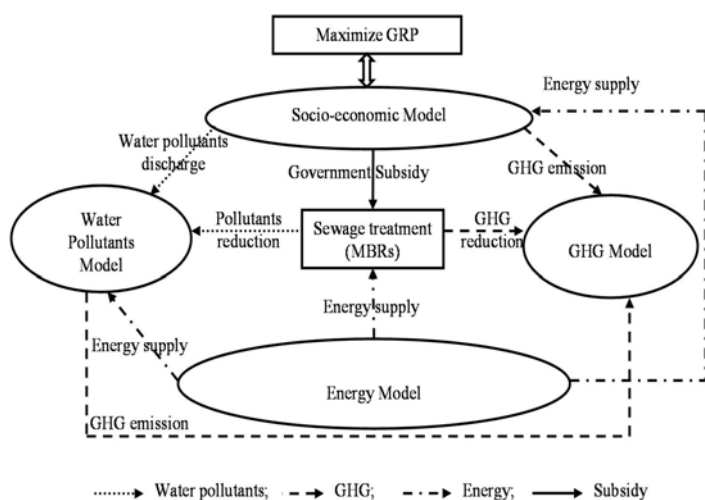 Maximize GRP
Energy supply
Socio-economic Model
Water pollutants
discharge
GHG emission
Government Subsidy
Water
Pollutants
Model
Pollutants
reduction
Sewage treatment
(MBRs)
GHG
reduction
GHG Model
Energy supply
Energy supply
Energy Model
GHG emission
Water pollutants; GHG; Energy; Subsidy